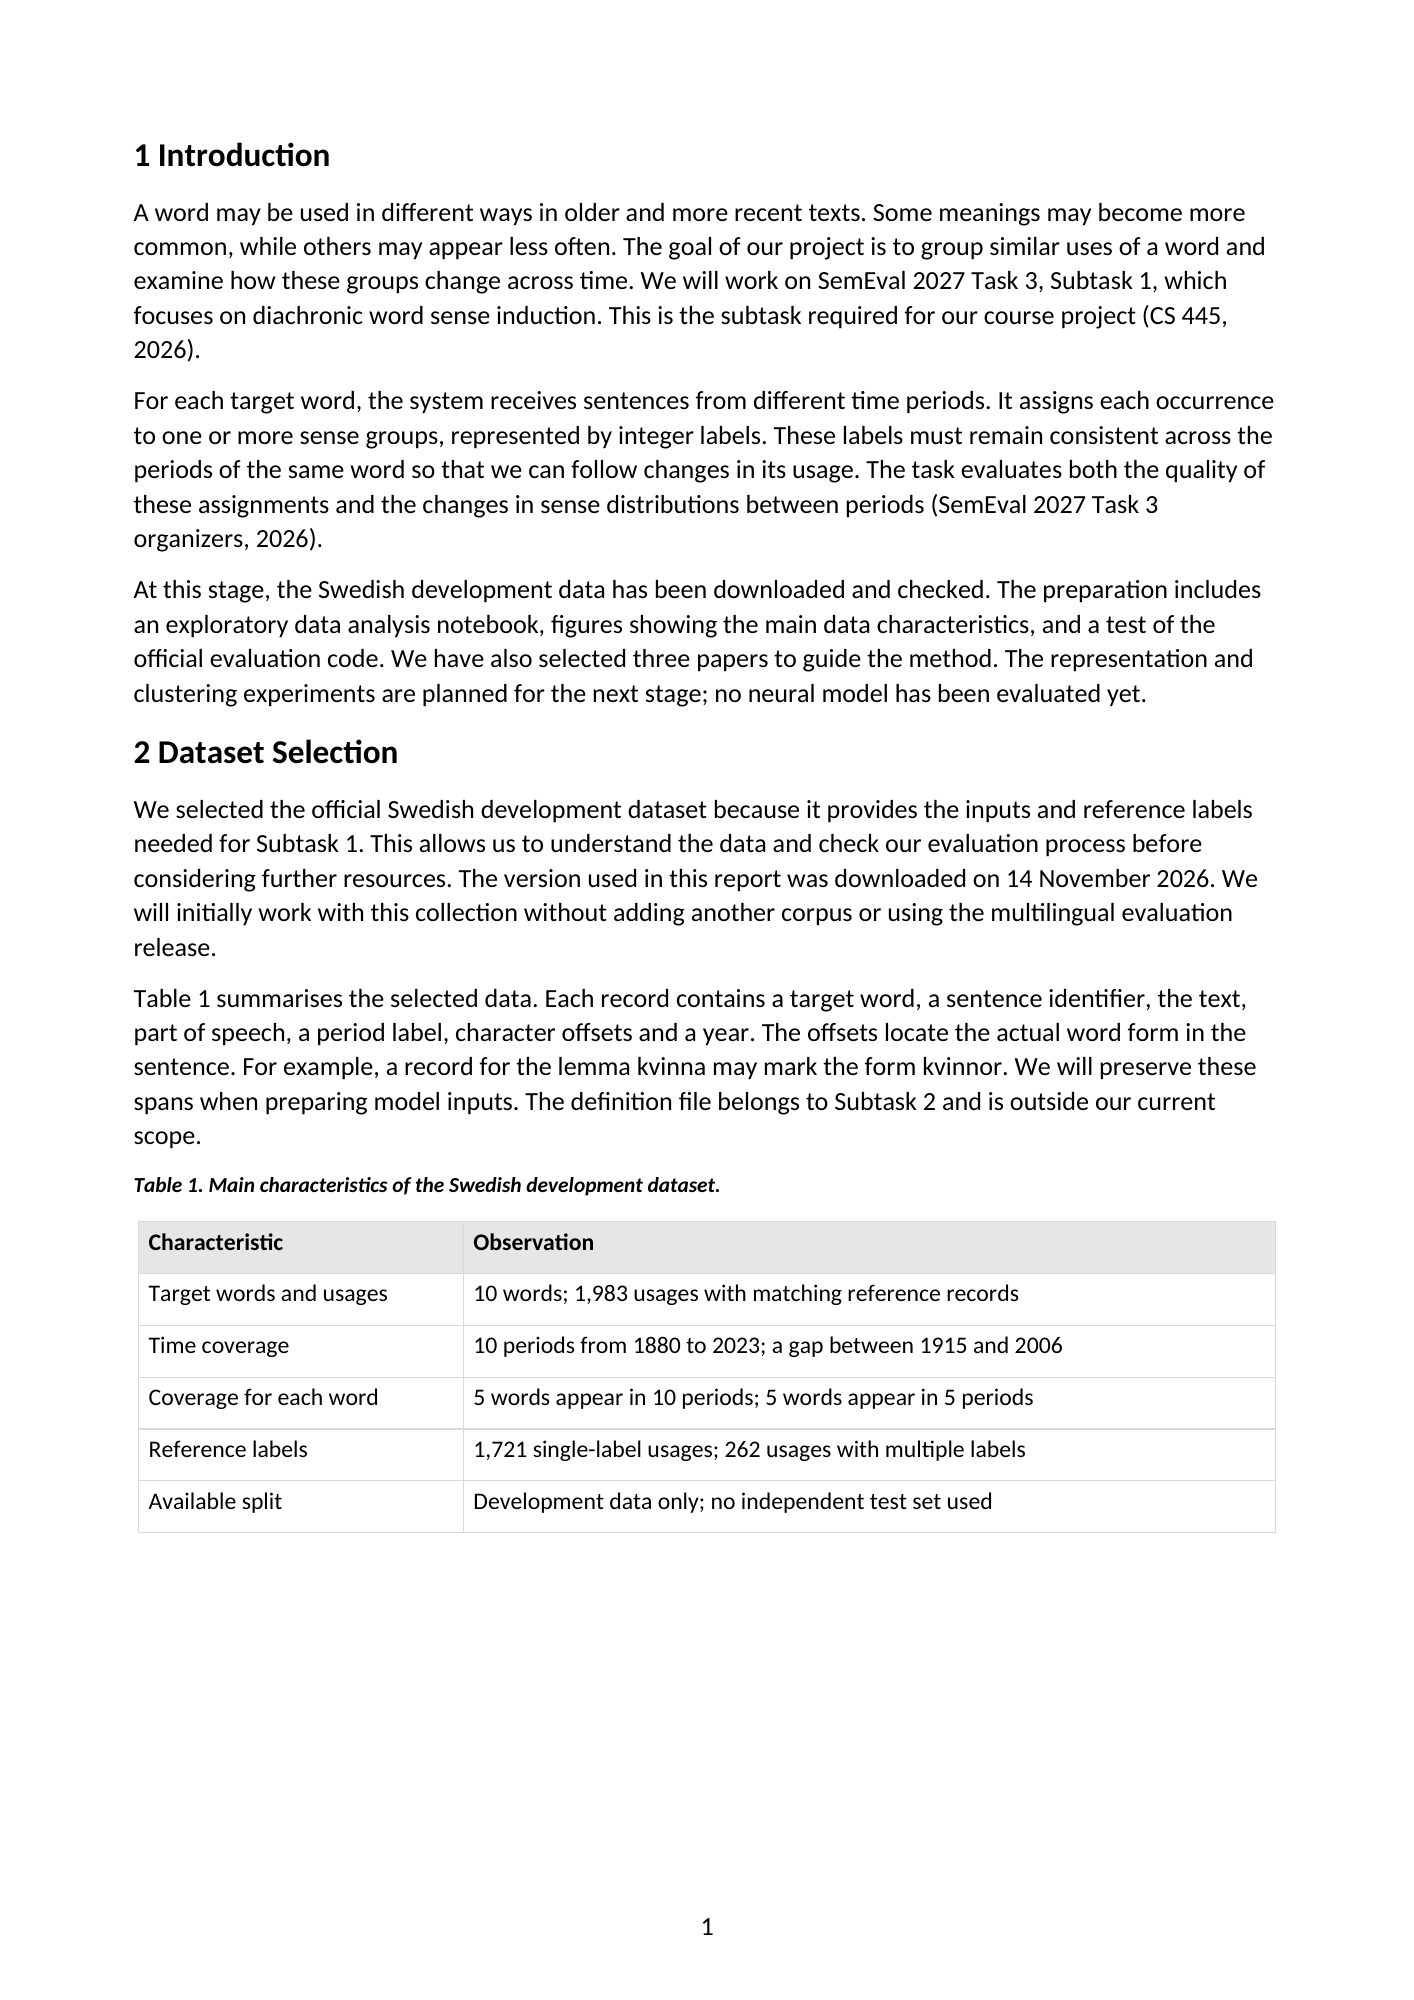 1 Introduction
A word may be used in different ways in older and more recent texts. Some meanings may become more
common, while others may appear less often. The goal of our project is to group similar uses of a word and
examine how these groups change across time. We will work on SemEval 2027 Task 3, Subtask 1, which
focuses on diachronic word sense induction. This is the subtask required for our course project (CS 445,
2026).
For each target word, the system receives sentences from different time periods. It assigns each occurrence
to one or more sense groups, represented by integer labels. These labels must remain consistent across the
periods of the same word so that we can follow changes in its usage. The task evaluates both the quality of
these assignments and the changes in sense distributions between periods (SemEval 2027 Task 3
organizers, 2026).
At this stage, the Swedish development data has been downloaded and checked. The preparation includes
an exploratory data analysis notebook, figures showing the main data characteristics, and a test of the
official evaluation code. We have also selected three papers to guide the method. The representation and
clustering experiments are planned for the next stage; no neural model has been evaluated yet.
2 Dataset Selection
We selected the official Swedish development dataset because it provides the inputs and reference labels
needed for Subtask 1. This allows us to understand the data and check our evaluation process before
considering further resources. The version used in this report was downloaded on 14 November 2026. We
will initially work with this collection without adding another corpus or using the multilingual evaluation
release.
Table 1 summarises the selected data. Each record contains a target word, a sentence identifier, the text,
part of speech, a period label, character offsets and a year. The offsets locate the actual word form in the
sentence. For example, a record for the lemma kvinna may mark the form kvinnor. We will preserve these
spans when preparing model inputs. The definition file belongs to Subtask 2 and is outside our current
scope.
Table 1. Main characteristics of the Swedish development dataset.
Characteristic Observation
Target words and usages 10 words; 1,983 usages with matching reference records
Time coverage 10 periods from 1880 to 2023; a gap between 1915 and 2006
Coverage for each word 5 words appear in 10 periods; 5 words appear in 5 periods
Reference labels 1,721 single-label usages; 262 usages with multiple labels
Available split Development data only; no independent test set used
1